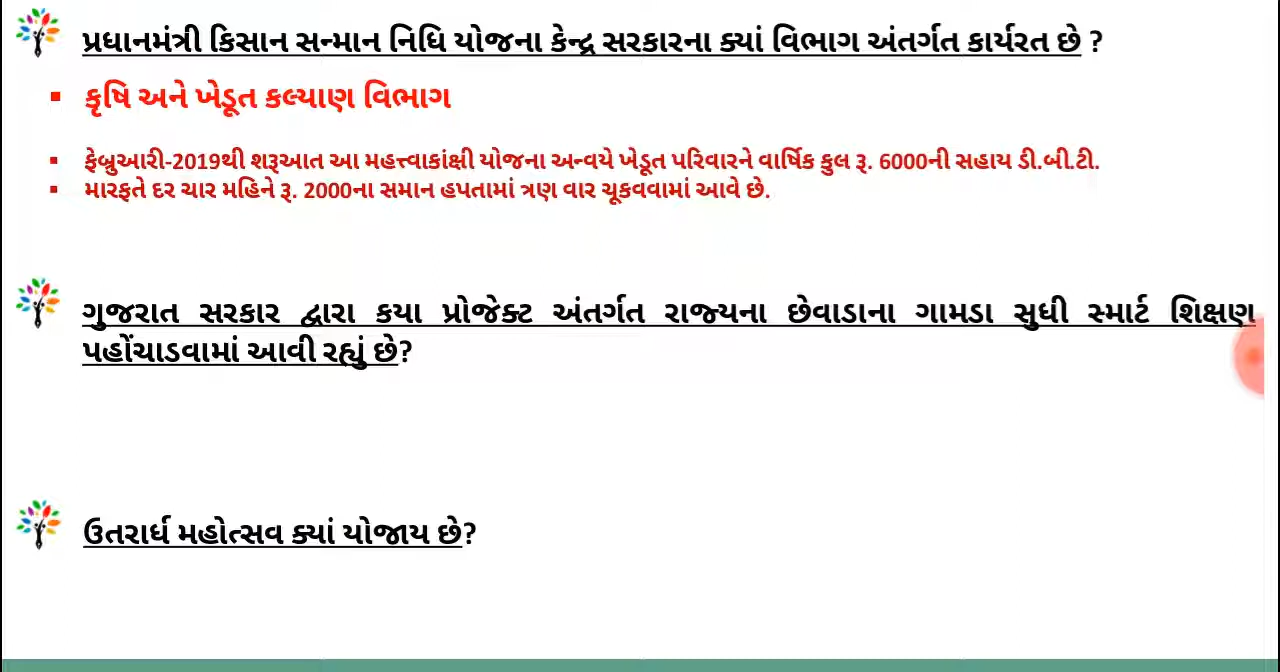 પ્રધાનમંત્રી કિસાન સન્માન નિધિ યોજના કેન્દ્ર સરકારના ક્યાં વિભાગ અંતર્ગત કાર્યરત છે ?
▪ કૃષિ અને ખેડૂત કલ્યાણ વિભાગ
▪ ફેબ્રુઆરી-2019થી શરૂઆત આ મહત્ત્વાકાંક્ષી યોજના અન્વયે ખેડૂત પરિવારને વાર્ષિક કુલ રૂ. 6000ની સહાય ડી.બી.ટી.
▪ મારફતે દર ચાર મહિને રૂ. 2000ના સમાન હપતામાં ત્રણ વાર ચૂકવવામાં આવે છે.
ગુજરાત સરકાર દ્વારા કયા પ્રોજેક્ટ અંતર્ગત રાજ્યના છેવાડાના ગામડા સુધી સ્માર્ટ શિક્ષણ
પહોંચાડવામાં આવી રહ્યું છે?
ઉતરાર્ધ મહોત્સવ ક્યાં યોજાય છે?